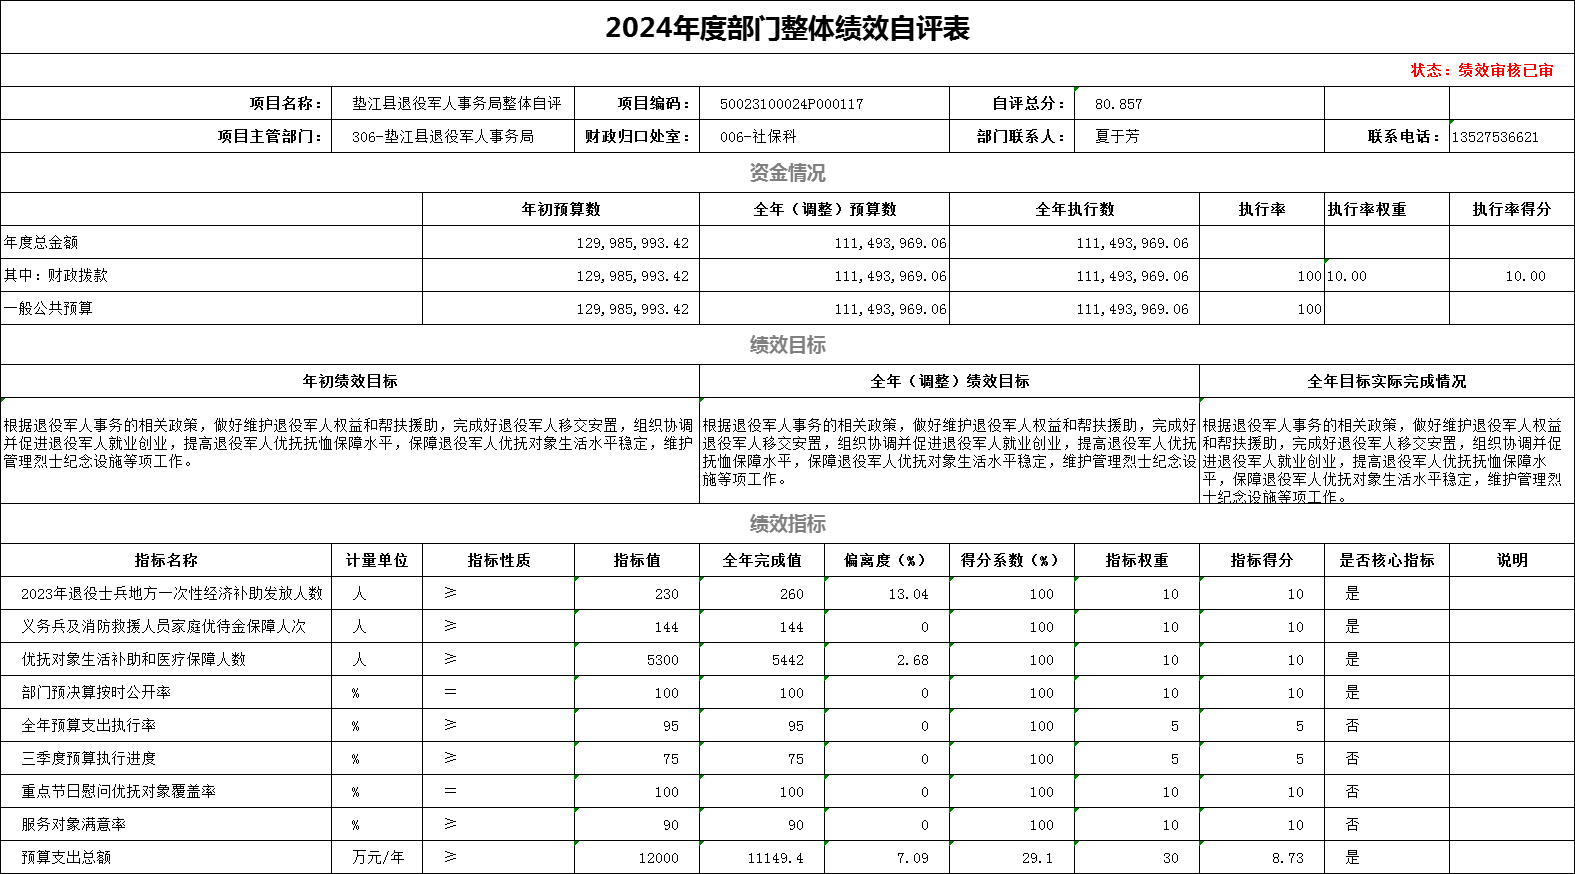 2024年度部门整体绩效自评表
状态：绩效审核已审
项目名称： 垫江县退役军人事务局整体自评 项目编码： 50023100024P000117 自评总分： 80.857
项目主管部门： 306-垫江县退役军人事务局 财政归口处室： 006-社保科 部门联系人： 夏于芳 联系电话： 13527536621
资金情况
年初预算数 全年（调整）预算数 全年执行数 执行率 执行率权重 执行率得分
年度总金额 129,985,993.42 111,493,969.06 111,493,969.06
其中：财政拨款 129,985,993.42 111,493,969.06 111,493,969.06 100 10.00 10.00
一般公共预算 129,985,993.42 111,493,969.06 111,493,969.06 100
绩效目标
年初绩效目标 全年（调整）绩效目标 全年目标实际完成情况
根据退役军人事务的相关政策，做好维护退役军人权益和帮扶援助，完成好退役军人移交安置，组织协调
并促进退役军人就业创业，提高退役军人优抚抚恤保障水平，保障退役军人优抚对象生活水平稳定，维护
管理烈士纪念设施等项工作。
根据退役军人事务的相关政策，做好维护退役军人权益和帮扶援助，完成好
退役军人移交安置，组织协调并促进退役军人就业创业，提高退役军人优抚
抚恤保障水平，保障退役军人优抚对象生活水平稳定，维护管理烈士纪念设
施等项工作。
根据退役军人事务的相关政策，做好维护退役军人权益
和帮扶援助，完成好退役军人移交安置，组织协调并促
进退役军人就业创业，提高退役军人优抚抚恤保障水
平，保障退役军人优抚对象生活水平稳定，维护管理烈
士纪念设施等项工作。
绩效指标
指标名称 计量单位 指标性质 指标值 全年完成值 偏离度（%） 得分系数（%） 指标权重 指标得分 是否核心指标 说明
2023年退役士兵地方一次性经济补助发放人数 人 ≥ 230 260 13.04 100 10 10 是
义务兵及消防救援人员家庭优待金保障人次 人 ≥ 144 144 0 100 10 10 是
优抚对象生活补助和医疗保障人数 人 ≥ 5300 5442 2.68 100 10 10 是
部门预决算按时公开率 % ＝ 100 100 0 100 10 10 是
全年预算支出执行率 % ≥ 95 95 0 100 5 5 否
三季度预算执行进度 % ≥ 75 75 0 100 5 5 否
重点节日慰问优抚对象覆盖率 % ＝ 100 100 0 100 10 10 否
服务对象满意率 % ≥ 90 90 0 100 10 10 否
预算支出总额 万元/年 ≥ 12000 11149.4 7.09 29.1 30 8.73 是